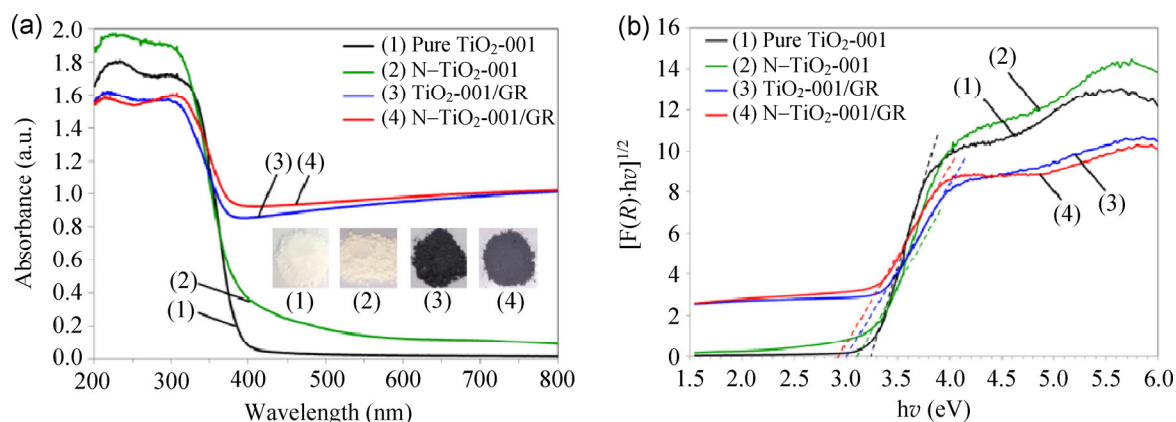 (a)
2.0
1.8
1.6
1.4
1.2
1.0
0.8
0.6
0.4
0.2
0.0
Absorbance (a.u.)
(1) Pure TiO₂-001
(2) N–TiO₂-001
(3) TiO₂-001/GR
(4) N–TiO₂-001/GR
(3) (4)
(2)
(1)
(1) (2) (3) (4)
200 300 400 500 600 700 800
Wavelength (nm)
(b)
16
14
12
10
8
6
4
2
0
[F(R)·hν]^1/2
(1) Pure TiO₂-001
(2) N–TiO₂-001
(3) TiO₂-001/GR
(4) N–TiO₂-001/GR
(2)
(1)
(4) (3)
1.5 2.0 2.5 3.0 3.5 4.0 4.5 5.0 5.5 6.0
hν (eV)